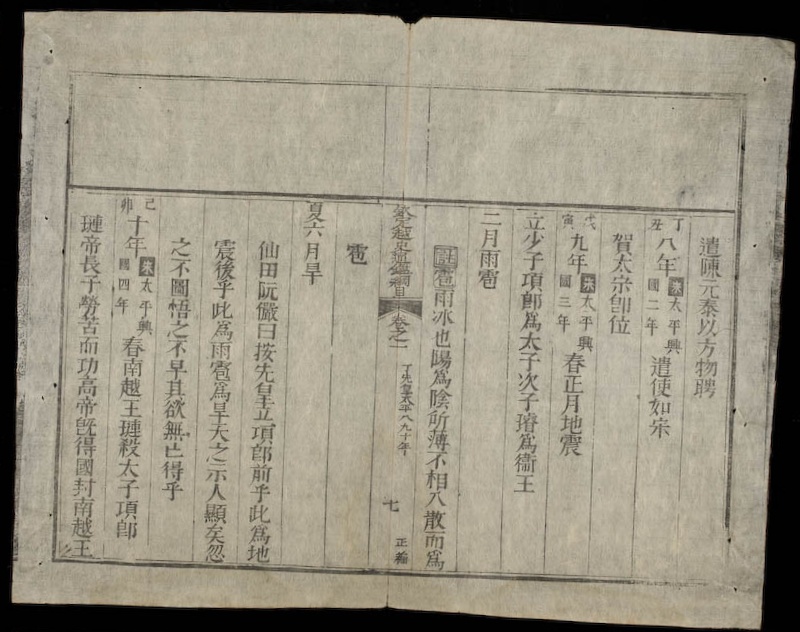 遣陳元泰以方物聘
丁丑八年宋太平興國二年遣使如宋
賀太宗卽位
戊寅九年宋太平興國三年春正月地震
立少子項郎爲太子次子璿爲衛王
二月雨雹
註雹雨冰也陽爲陰所薄不相入散而爲
欽定越史通鑑綱目卷之一 丁先皇太平八九十年 七 正編
雹
夏六月旱
仙田阮儼曰按先皇立項郎前乎此爲地
震後乎此爲雨雹爲旱天之示人顯矣忽
之不圖悟之不早其欲無亡得乎
己卯十年宋太平興國四年春南越王璉殺太子項郎
璉帝長子勞苦而功高帝旣得國封南越王